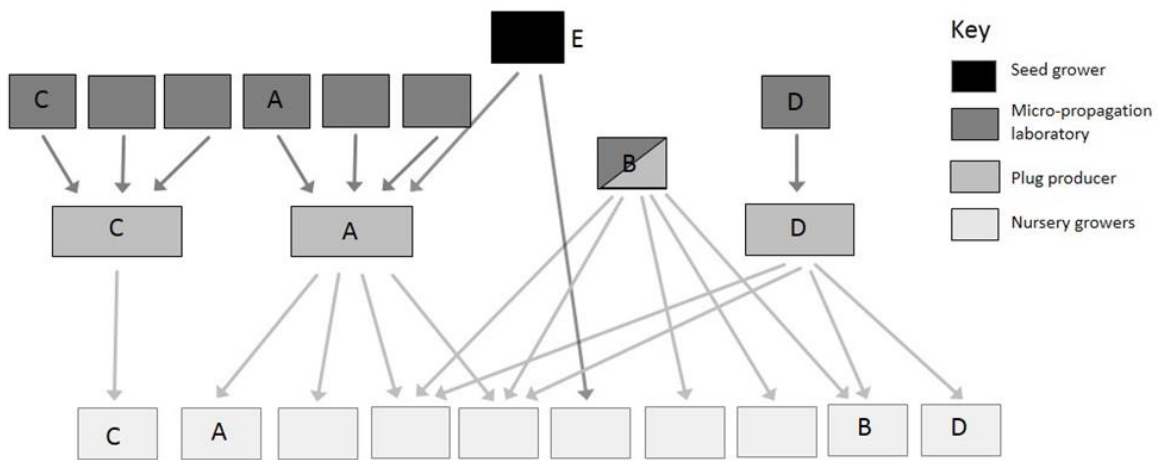 E
Key
Seed grower
C
A
D
Micro-propagation
laboratory
B
Plug producer
C
A
D
Nursery growers
C
A
B
D